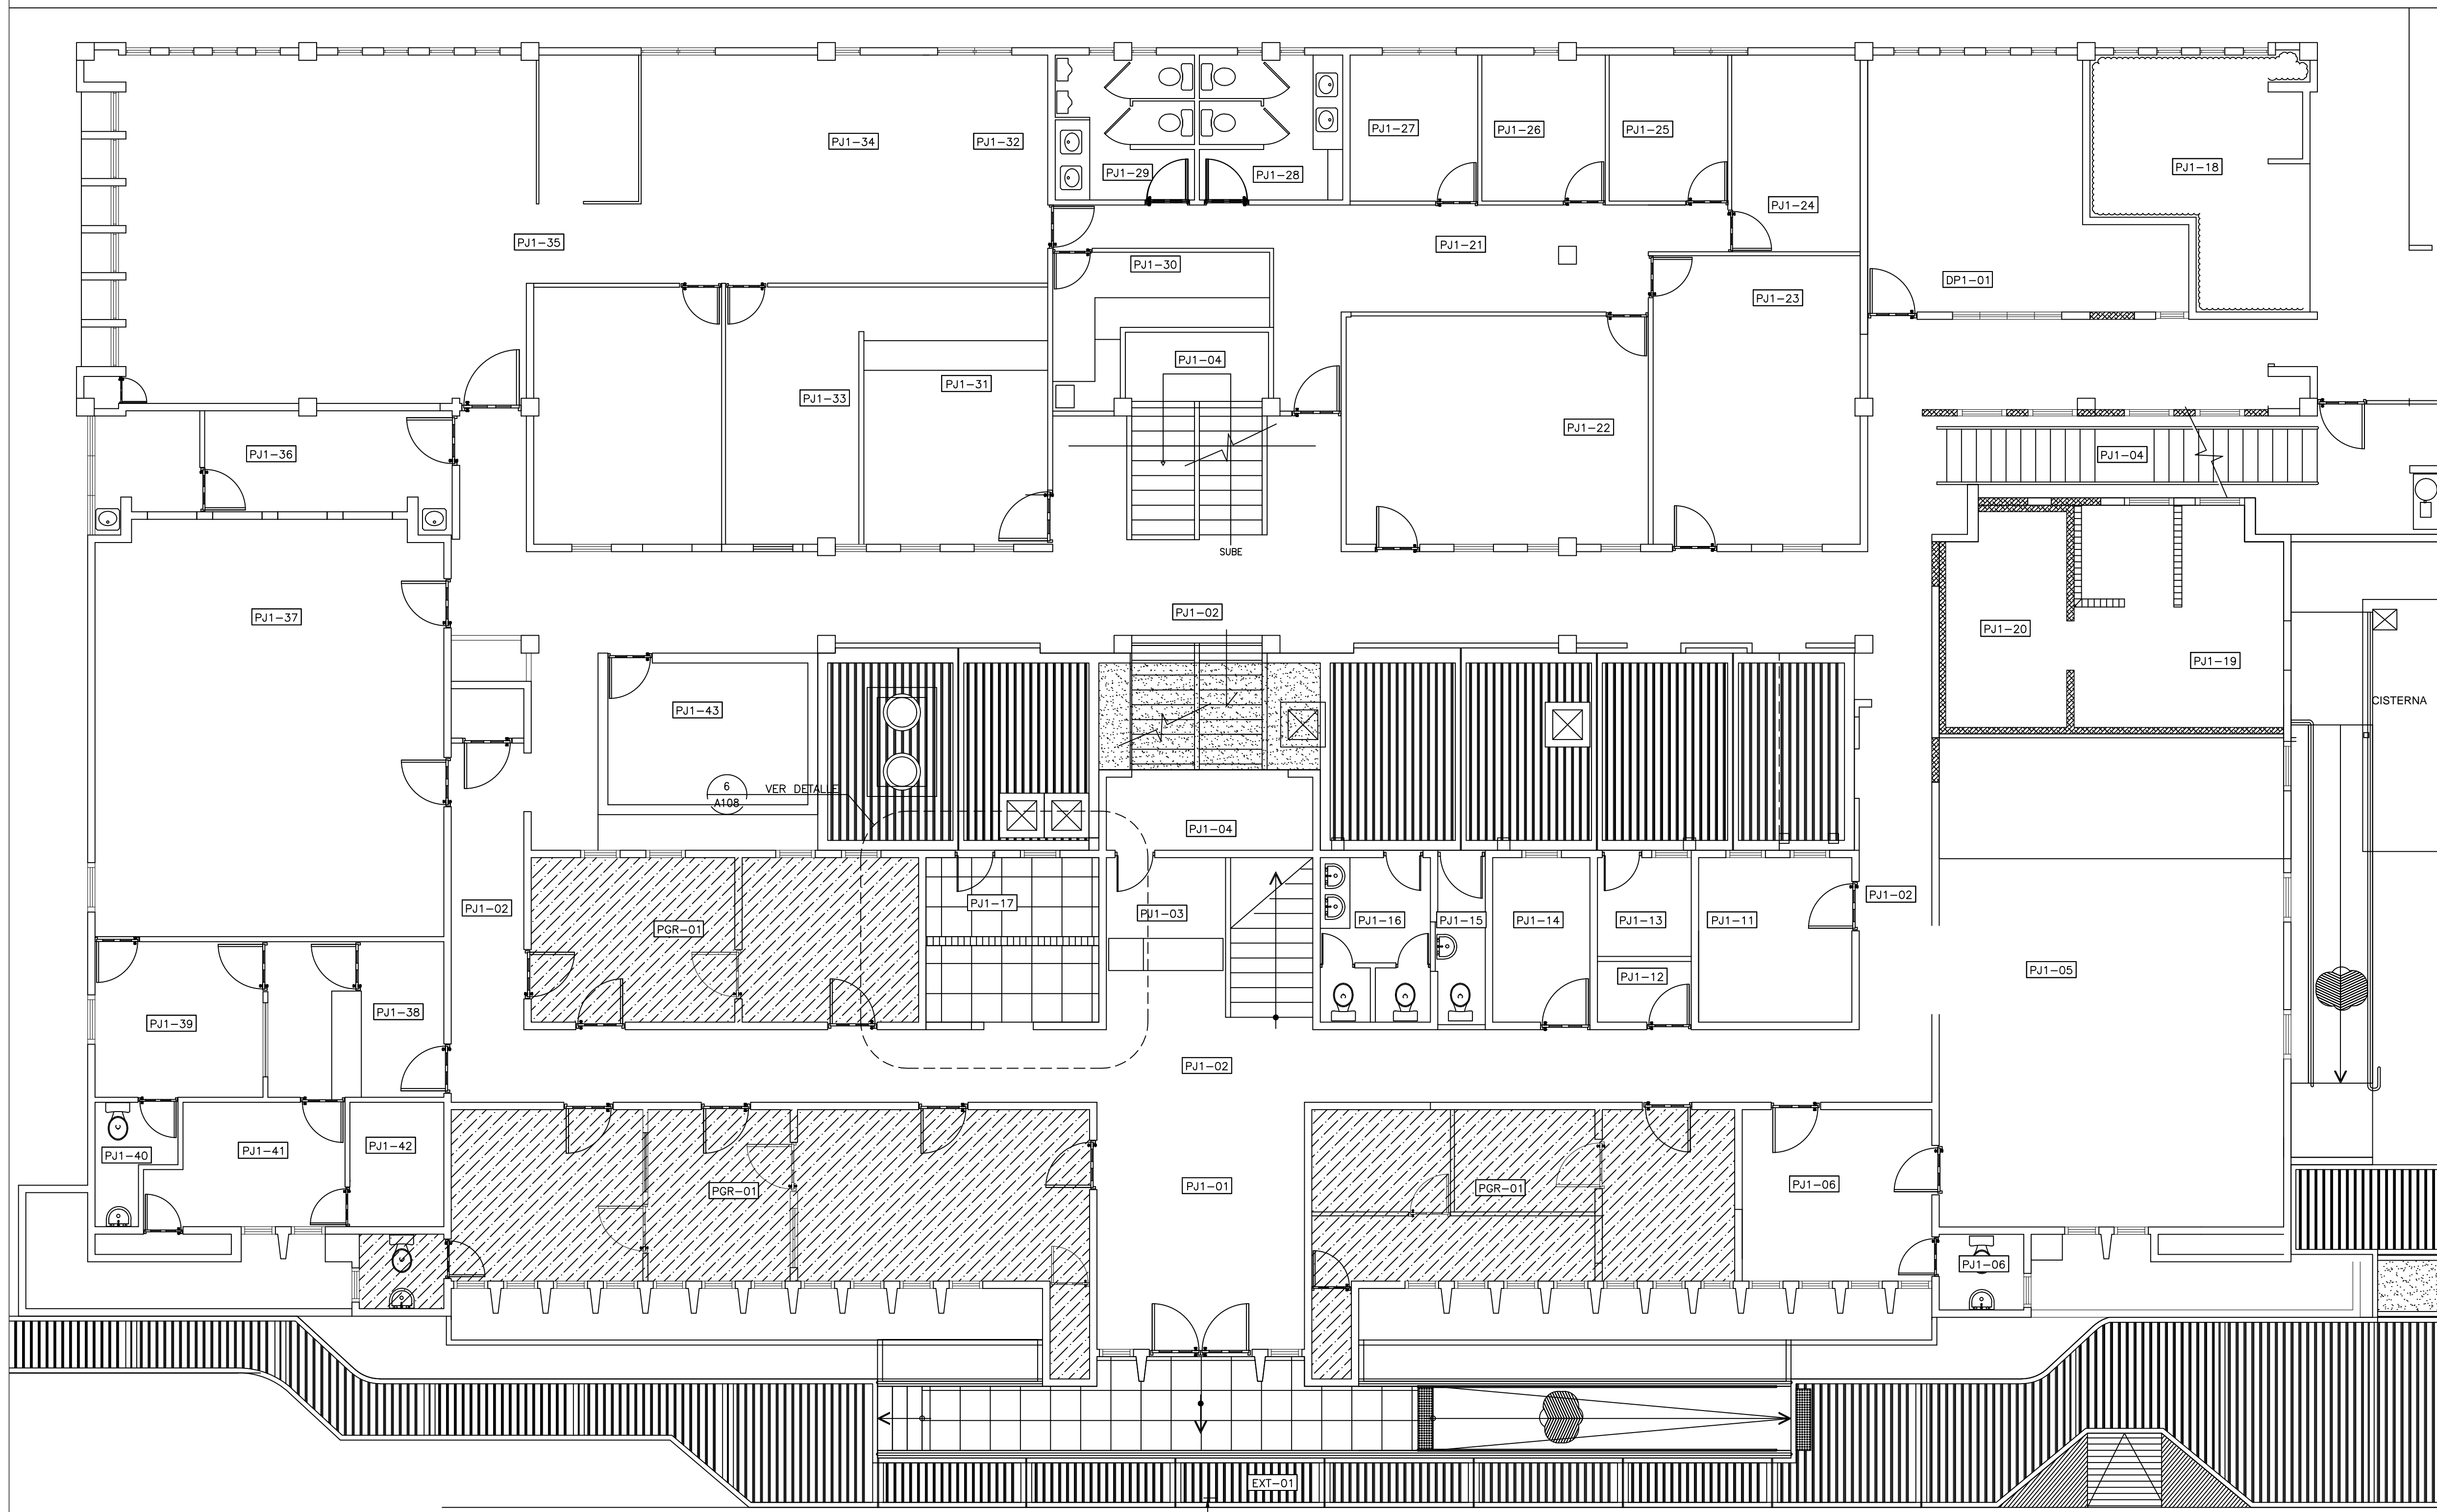 PJ1-34
PJ1-32
PJ1-29
PJ1-28
PJ1-27
PJ1-26
PJ1-25
PJ1-18
PJ1-24
PJ1-35
PJ1-21
PJ1-30
PJ1-23
DP1-01
PJ1-04
PJ1-31
PJ1-33
PJ1-22
PJ1-36
PJ1-04
SUBE
PJ1-02
PJ1-37
PJ1-20
PJ1-19
PJ1-43
CISTERNA
6
A108
VER DETALLE
PJ1-04
PJ1-02
PJ1-17
PJ1-03
PJ1-02
PGR-01
PJ1-16
PJ1-15
PJ1-14
PJ1-13
PJ1-11
PJ1-12
PJ1-05
PJ1-38
PJ1-39
PJ1-02
PJ1-40
PJ1-41
PJ1-42
PGR-01
PJ1-01
PGR-01
PJ1-06
PJ1-06
EXT-01